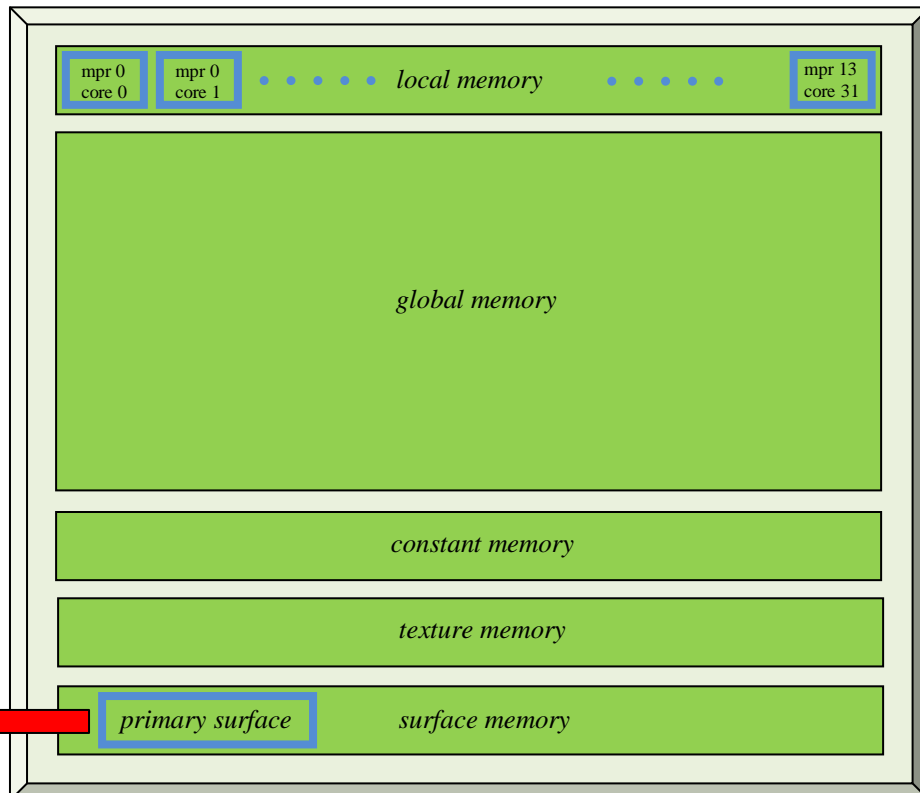 mpr 0
core 0
mpr 0
core 1
local memory
mpr 13
core 31
global memory
constant memory
texture memory
primary surface
surface memory